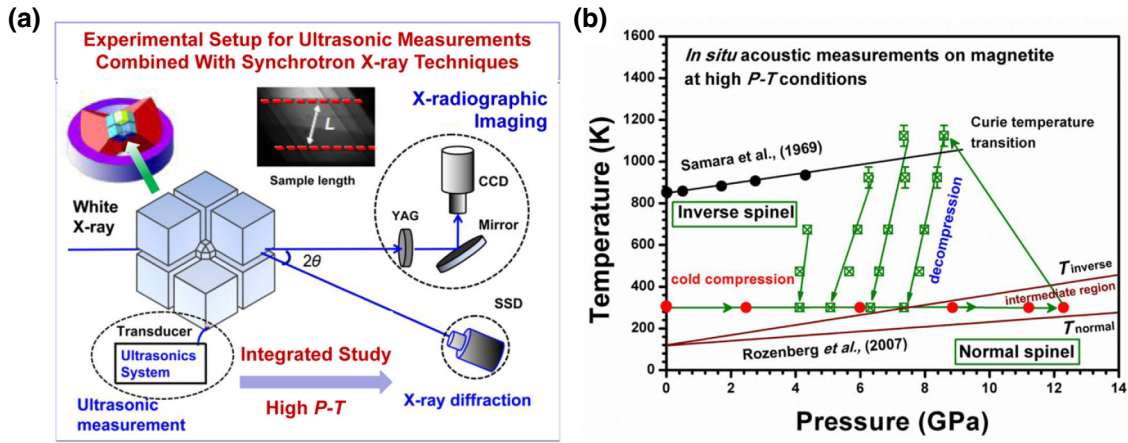 (a)
Experimental Setup for Ultrasonic Measurements
Combined With Synchrotron X-ray Techniques
X-radiographic
Imaging
L
Sample length
CCD
White
X-ray
YAG
Mirror
2θ
SSD
Transducer
Ultrasonics
System
Integrated Study
High P-T
Ultrasonic
measurement
X-ray diffraction
(b)
Temperature (K)
1600
1400
1200
1000
800
600
400
200
0
In situ acoustic measurements on magnetite
at high P-T conditions
Curie temperature
transition
Samara et al., (1969)
Inverse spinel
decompression
cold compression
T inverse
intermediate region
T normal
Rozenberg et al., (2007)
Normal spinel
0 2 4 6 8 10 12 14
Pressure (GPa)